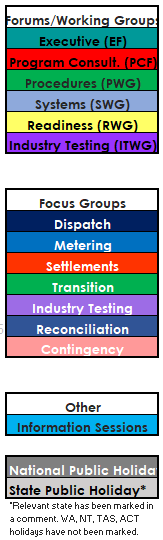 Forums/Working Group
Executive (EF)
Program Consult. (PCF)
Procedures (PWG)
Systems (SWG)
Readiness (RWG)
Industry Testing (ITWG)
Focus Groups
Dispatch
Metering
Settlements
Transition
Industry Testing
Reconciliation
Contingency
Other
Information Sessions
National Public Holiday
State Public Holiday*
*Relevant state has been marked in
a comment. WA, NT, TAS, ACT
holidays have not been marked.